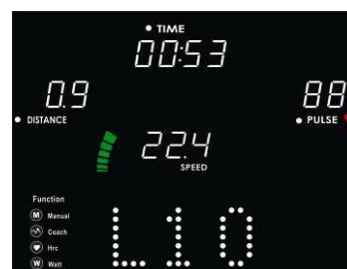 TIME
00:53
0.9
88
DISTANCE
PULSE
22.4
SPEED
Function
M Manual
Coach
Hrc
W Watt
L10